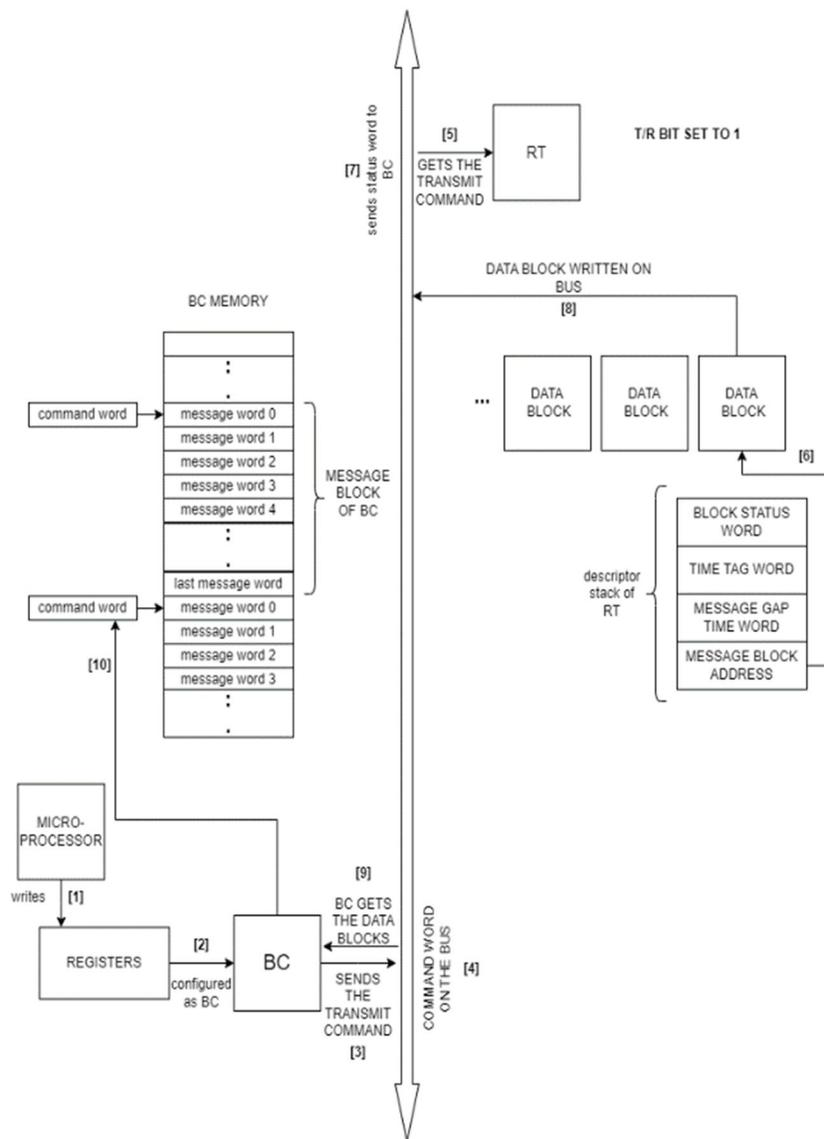 [7]
sends status word to
BC
[5]
GETS THE
TRANSMIT
COMMAND
RT
T/R BIT SET TO 1
DATA BLOCK WRITTEN ON
BUS
[8]
BC MEMORY
:
.
command word
message word 0
message word 1
message word 2
message word 3
message word 4
:
.
last message word
MESSAGE
BLOCK
OF BC
command word
message word 0
message word 1
message word 2
message word 3
:
.
...
DATA
BLOCK
DATA
BLOCK
DATA
BLOCK
[6]
descriptor
stack of
RT
BLOCK STATUS
WORD
TIME TAG WORD
MESSAGE GAP
TIME WORD
MESSAGE BLOCK
ADDRESS
[10]
MICRO-
PROCESSOR
writes
[1]
REGISTERS
[2]
configured
as BC
BC
[9]
BC GETS
THE DATA
BLOCKS
SENDS
THE
TRANSMIT
COMMAND
[3]
COMMAND WORD
ON THE BUS
[4]